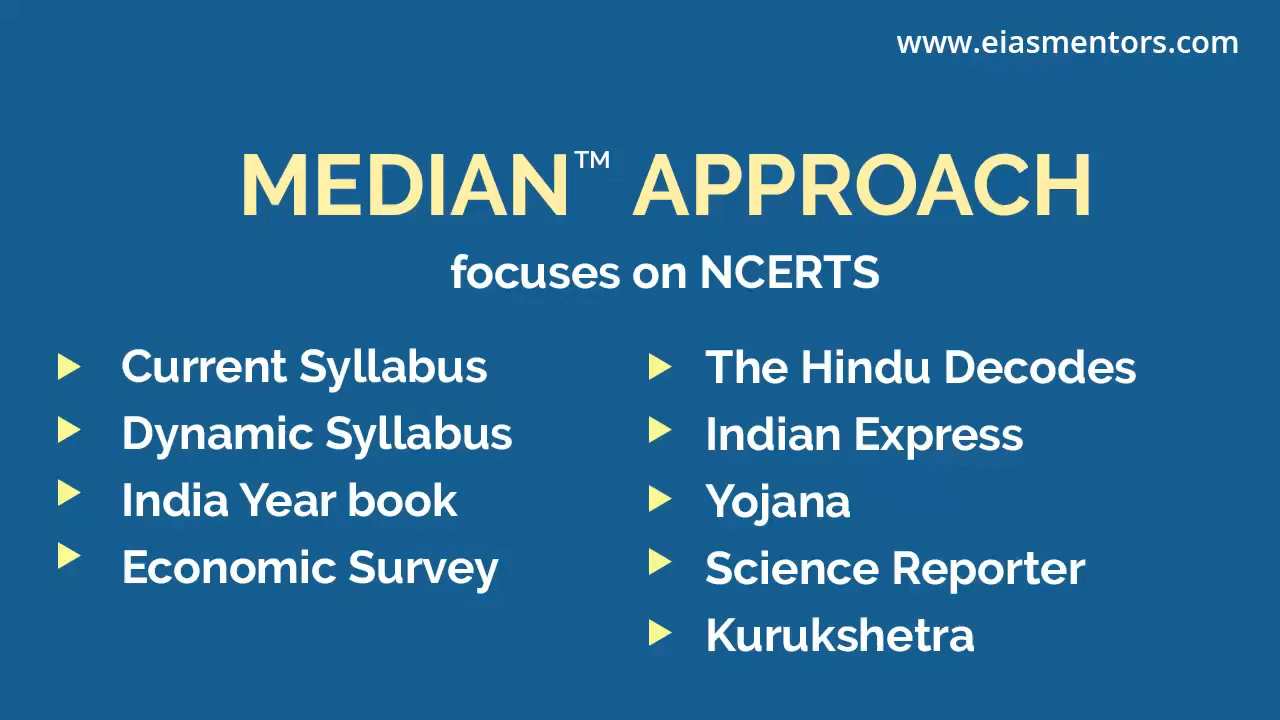 www.eiasmentors.com
MEDIAN™ APPROACH
focuses on NCERTS
Current Syllabus
Dynamic Syllabus
India Year book
Economic Survey
The Hindu Decodes
Indian Express
Yojana
Science Reporter
Kurukshetra